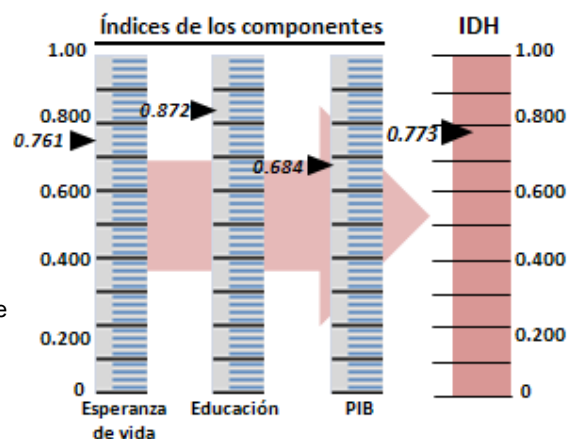 Índices de los componentes
IDH
1.00
1.00
0.800
0.872
0.800
0.761
0.773
0.684
0.600
0.600
0.400
0.400
e
0.200
0.200
0
0
Esperanza
de vida
Educación
PIB